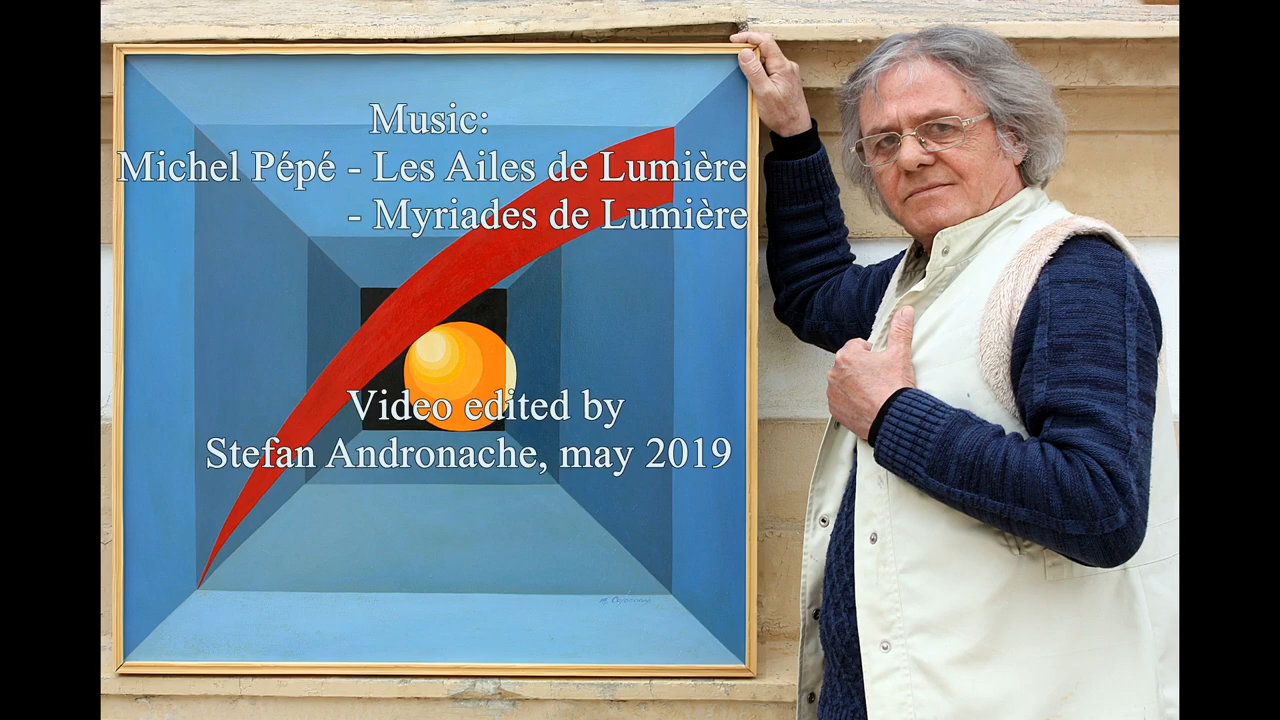 Music:
Michel Pépé - Les Ailes de Lumière
- Myriades de Lumière
Video edited by
Stefan Andronache, may 2019